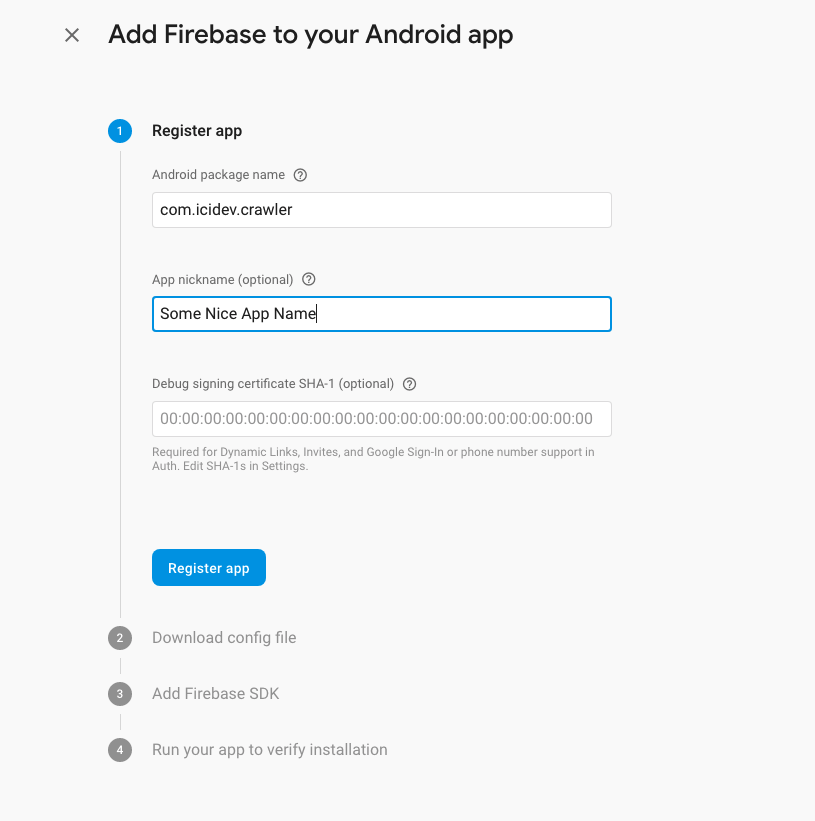 Add Firebase to your Android app
1 Register app
Android package name ?
com.icidev.crawler
App nickname (optional) ?
Some Nice App Name
Debug signing certificate SHA-1 (optional) ?
00:00:00:00:00:00:00:00:00:00:00:00:00:00:00:00:00:00:00:00
Required for Dynamic Links, Invites, and Google Sign-In or phone number support in
Auth. Edit SHA-1s in Settings.
Register app
2 Download config file
3 Add Firebase SDK
4 Run your app to verify installation